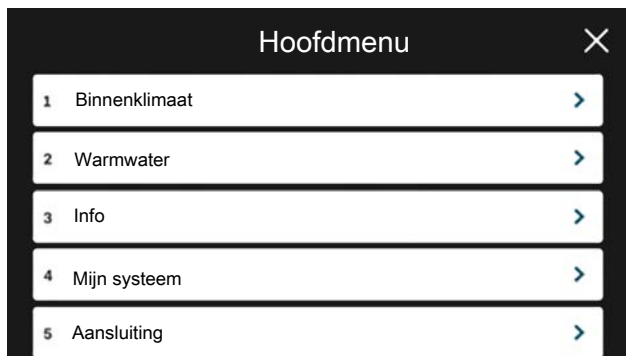 Hoofdmenu
1 Binnenklimaat
2 Warmwater
3 Info
4 Mijn systeem
5 Aansluiting